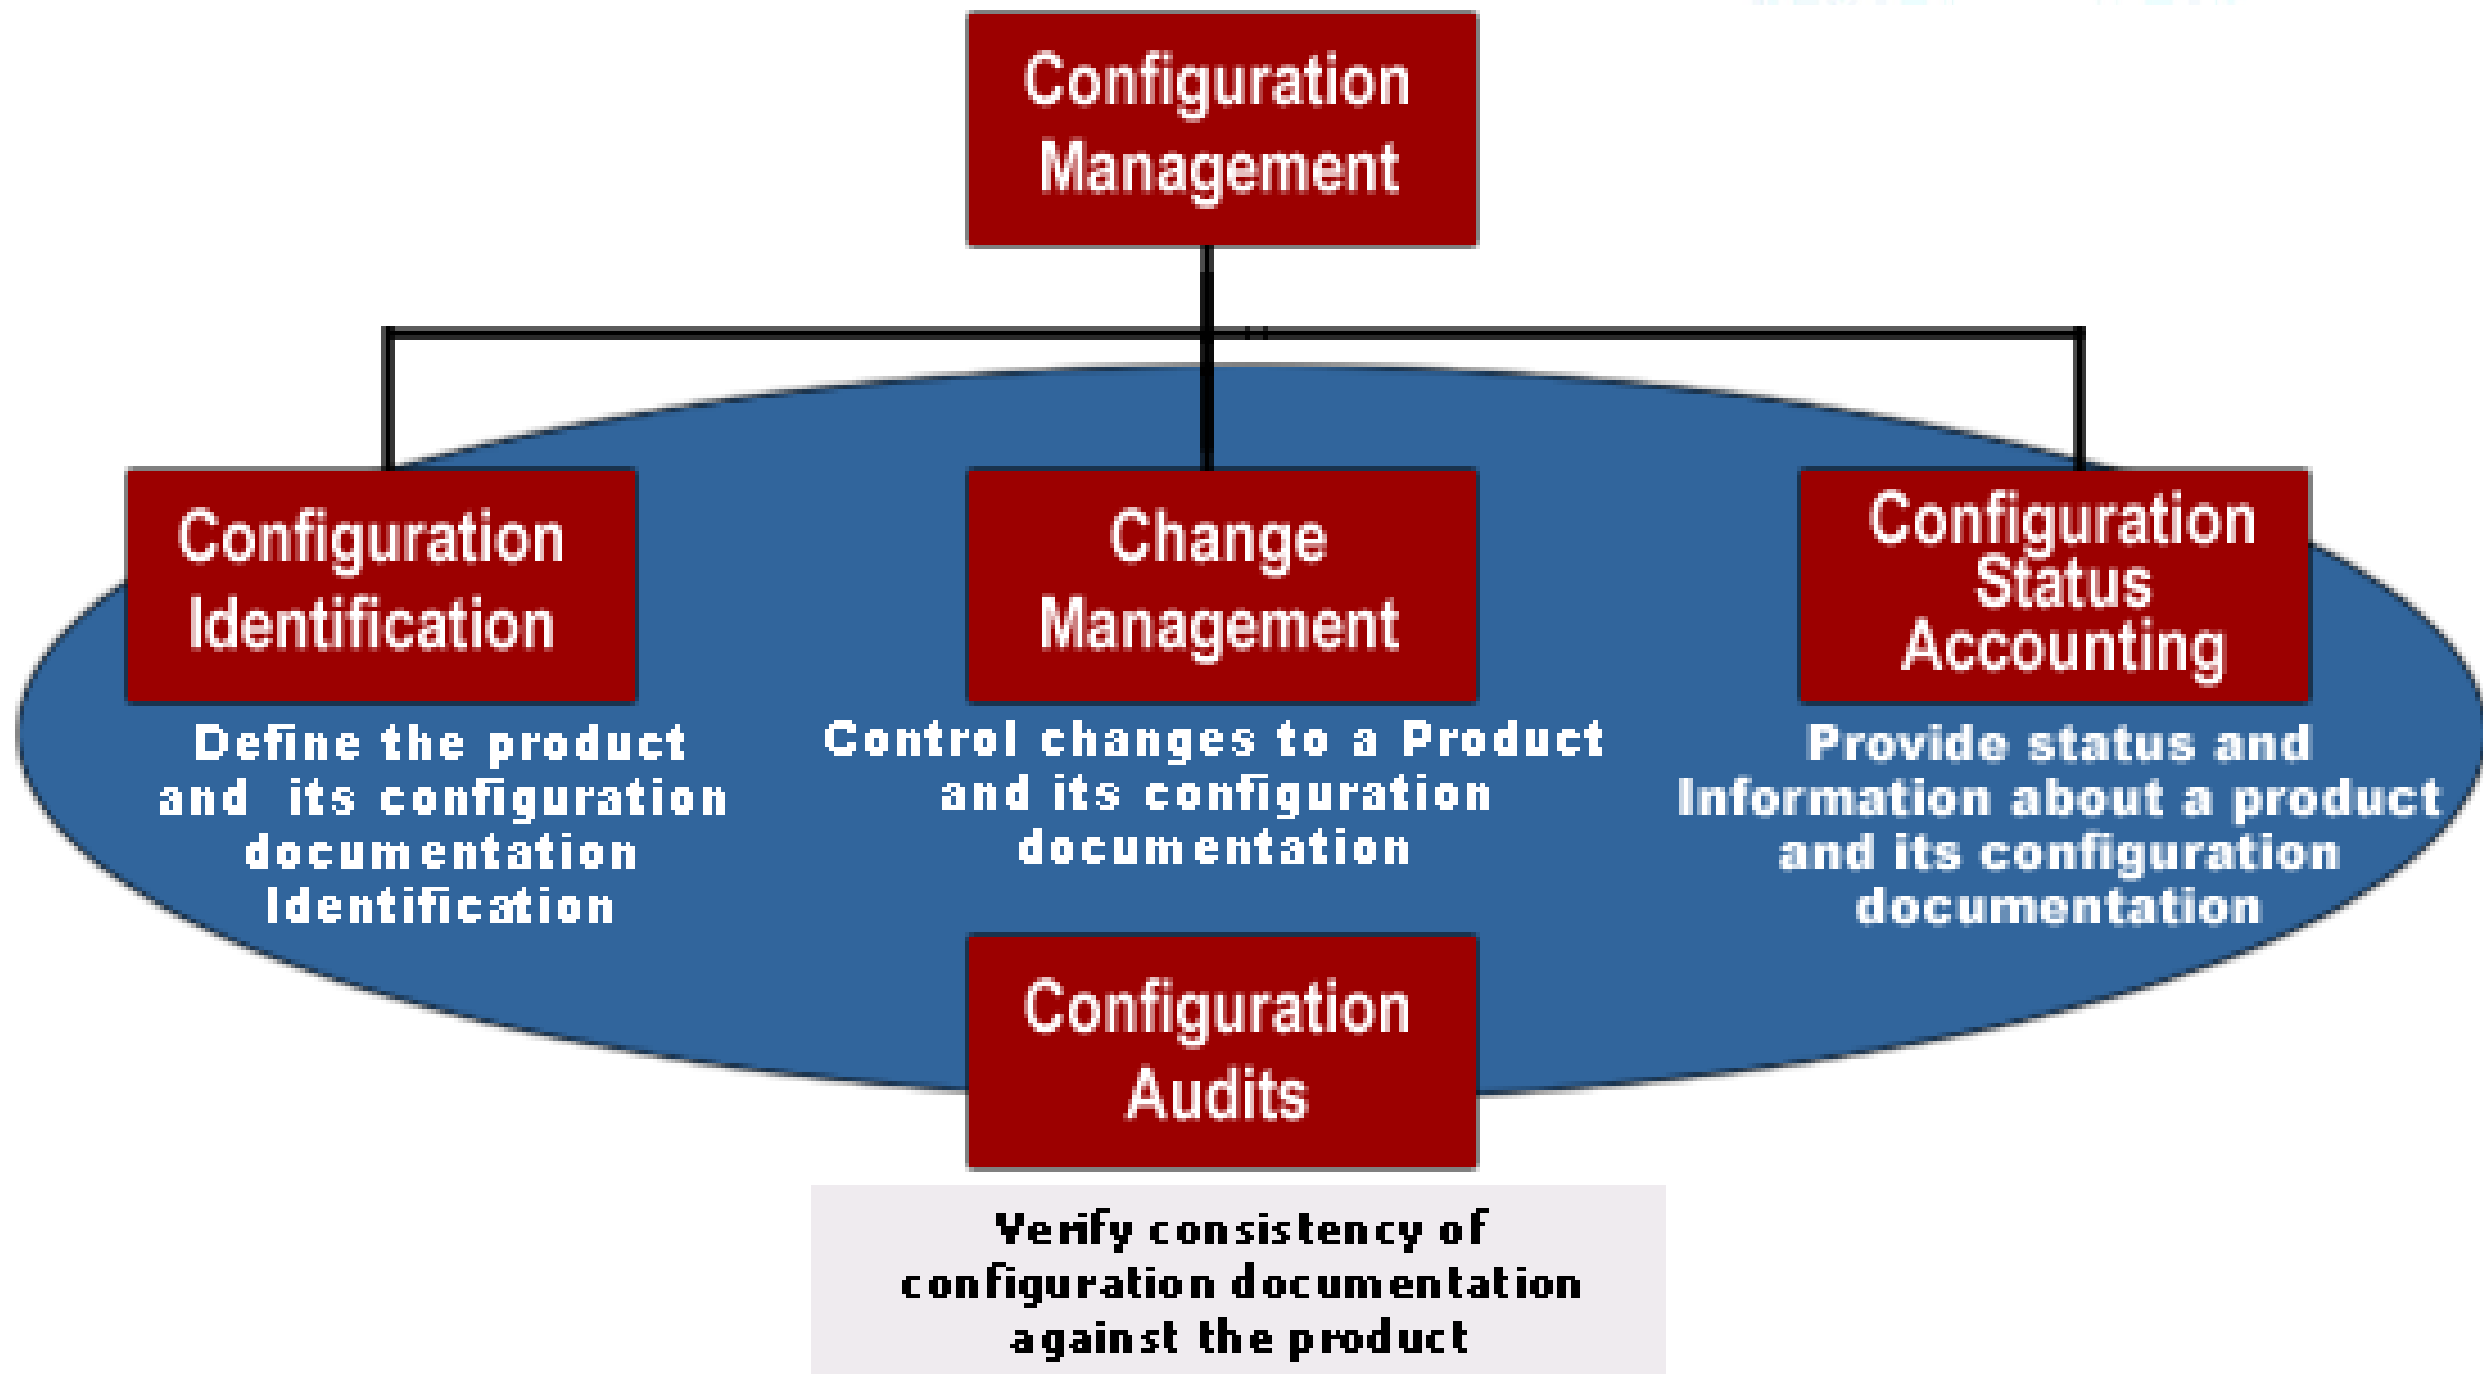 Configuration
Management
Configuration
Identification
Define the product
and its configuration
documentation
Identification
Change
Management
Control changes to a Product
and its configuration
documentation
Configuration
Status
Accounting
Provide status and
Information about a product
and its configuration
documentation
Configuration
Audits
Verify consistency of
configuration documentation
against the product